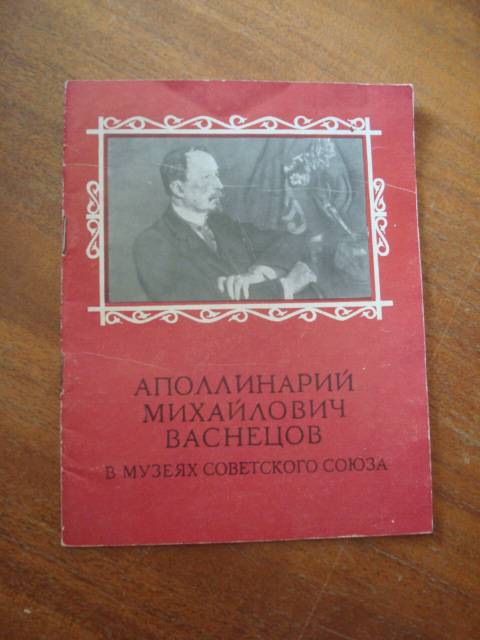 АПОЛЛИНАРИЙ
МИХАЙЛОВИЧ
ВАСНЕЦОВ
В МУЗЕЯХ СОВЕТСКОГО СОЮЗА